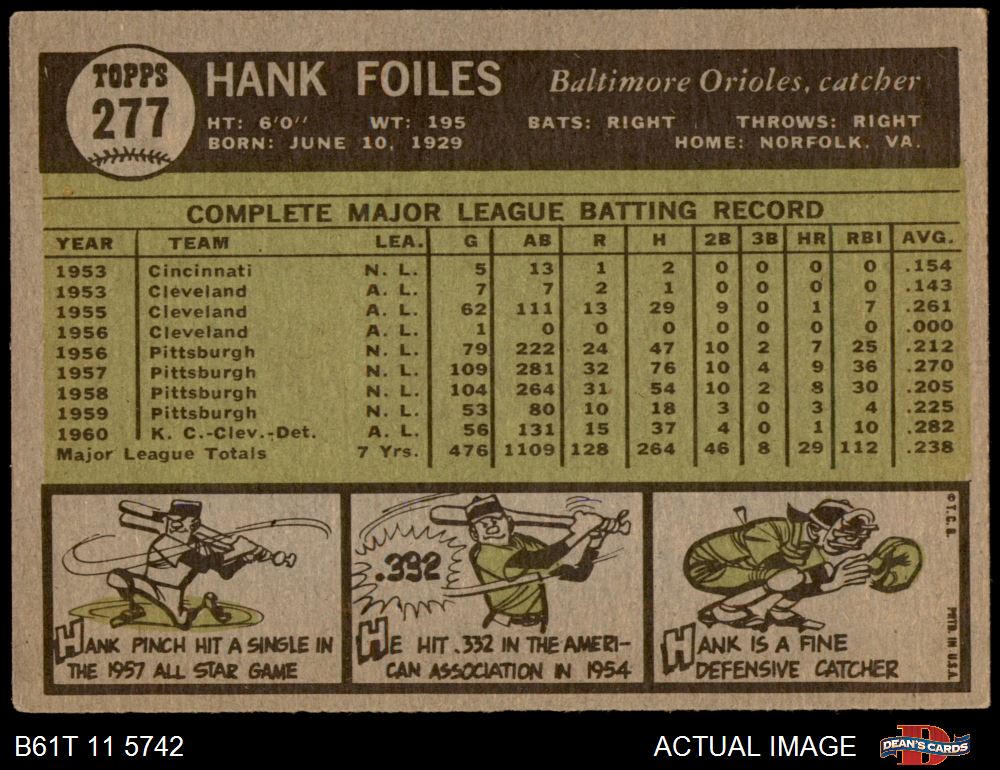 TOPPS
277
HANK FOILES Baltimore Orioles, catcher
HT: 6'0" WT: 195 BATS: RIGHT THROWS: RIGHT
BORN: JUNE 10, 1929 HOME: NORFOLK, VA.
COMPLETE MAJOR LEAGUE BATTING RECORD
YEAR TEAM LEA. G AB R H 2B 3B HR RBI AVG.
1953 Cincinnati N. L. 5 13 1 2 0 0 0 0 .154
1953 Cleveland A. L. 7 7 2 1 0 0 0 0 .143
1955 Cleveland A. L. 62 111 13 29 9 0 1 7 .261
1956 Cleveland A. L. 1 0 0 0 0 0 0 0 .000
1956 Pittsburgh N. L. 79 222 24 47 10 2 7 25 .212
1957 Pittsburgh N. L. 109 281 32 76 10 4 9 36 .270
1958 Pittsburgh N. L. 104 264 31 54 10 2 8 30 .205
1959 Pittsburgh N. L. 53 80 10 18 3 0 3 4 .225
1960 K. C.-Clev.-Det. A. L. 56 131 15 37 4 0 1 10 .282
Major League Totals 7 Yrs. 476 1109 128 264 46 8 29 112 .238
HANK PINCH HIT A SINGLE IN
THE 1957 ALL STAR GAME
.332
HE HIT .332 IN THE AMERI-
CAN ASSOCIATION IN 1954
HANK IS A FINE
DEFENSIVE CATCHER
© T. C. G.
PRTD. IN U.S.A.
B61T 11 5742
ACTUAL IMAGE
DEAN'S CARDS